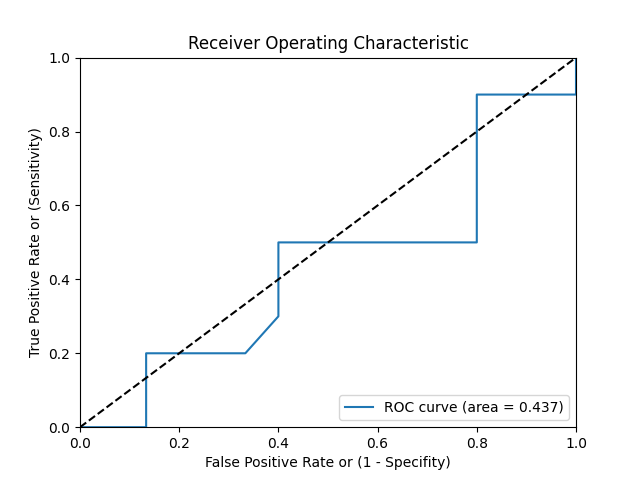 Receiver Operating Characteristic
1.0
0.8
0.6
0.4
0.2
0.0
True Positive Rate or (Sensitivity)
ROC curve (area = 0.437)
0.0 0.2 0.4 0.6 0.8 1.0
False Positive Rate or (1 - Specifity)